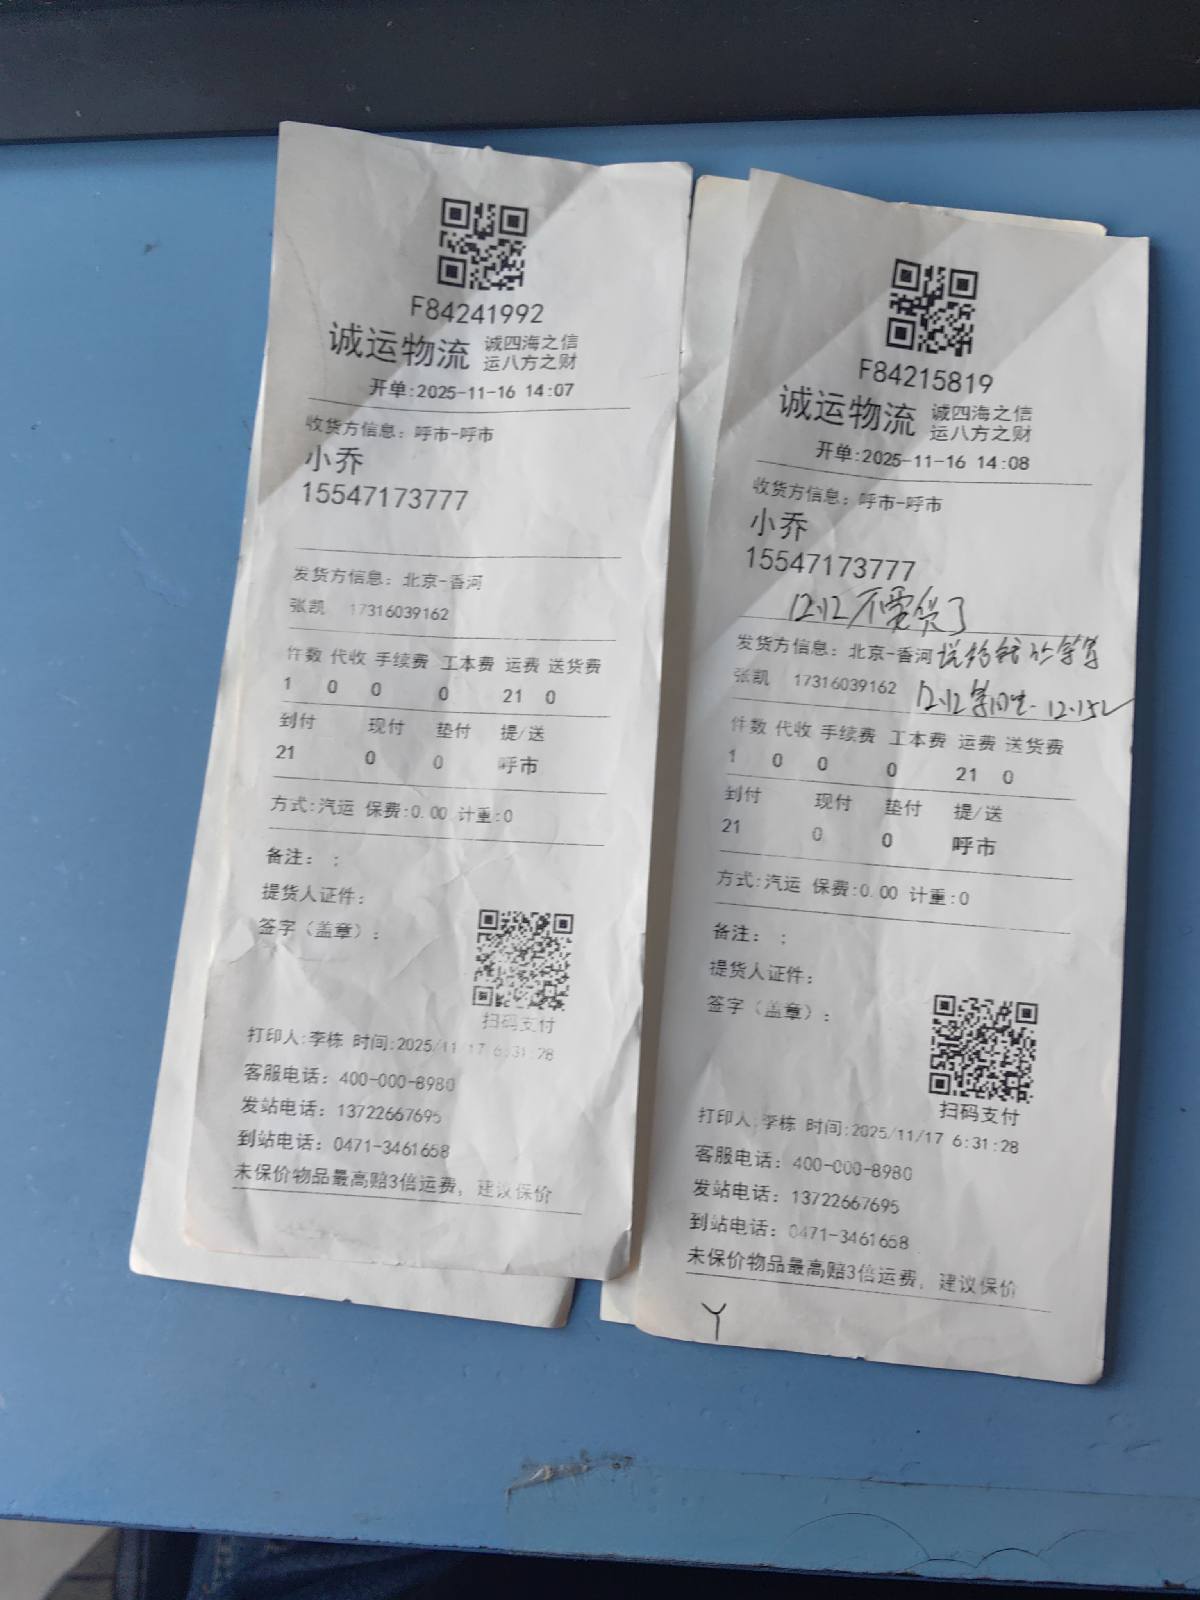 F84241992
诚运物流 诚四海之信
运八方之财
开单:2025-11-16 14:07
收货方信息: 呼市-呼市
小乔
15547173777
发货方信息: 北京-香河
张凯 17316039162
件数 代收 手续费 工本费 运费 送货费
1 0 0 0 21 0
到付 现付 垫付 提/送
21 0 0 呼市
方式:汽运 保费:0.00 计重:0
备注: ;
提货人证件:
签字(盖章):
扫码支付
打印人:李栋 时间:2025/11/17 6:31:28
客服电话: 400-000-8980
发站电话: 13722667695
到站电话: 0471-3461658
未保价物品最高赔3倍运费, 建议保价
F84215819
诚运物流 诚四海之信
运八方之财
开单:2025-11-16 14:08
收货方信息: 呼市-呼市
小乔
15547173777
12.12 不要货了
发货方信息: 北京-香河
张凯 17316039162
12.12 12.15
件数 代收 手续费 工本费 运费 送货费
1 0 0 0 21 0
到付 现付 垫付 提/送
21 0 0 呼市
方式:汽运 保费:0.00 计重:0
备注: ;
提货人证件:
签字(盖章):
扫码支付
打印人:李栋 时间:2025/11/17 6:31:28
客服电话: 400-000-8980
发站电话: 13722667695
到站电话: 0471-3461658
未保价物品最高赔3倍运费, 建议保价
Y